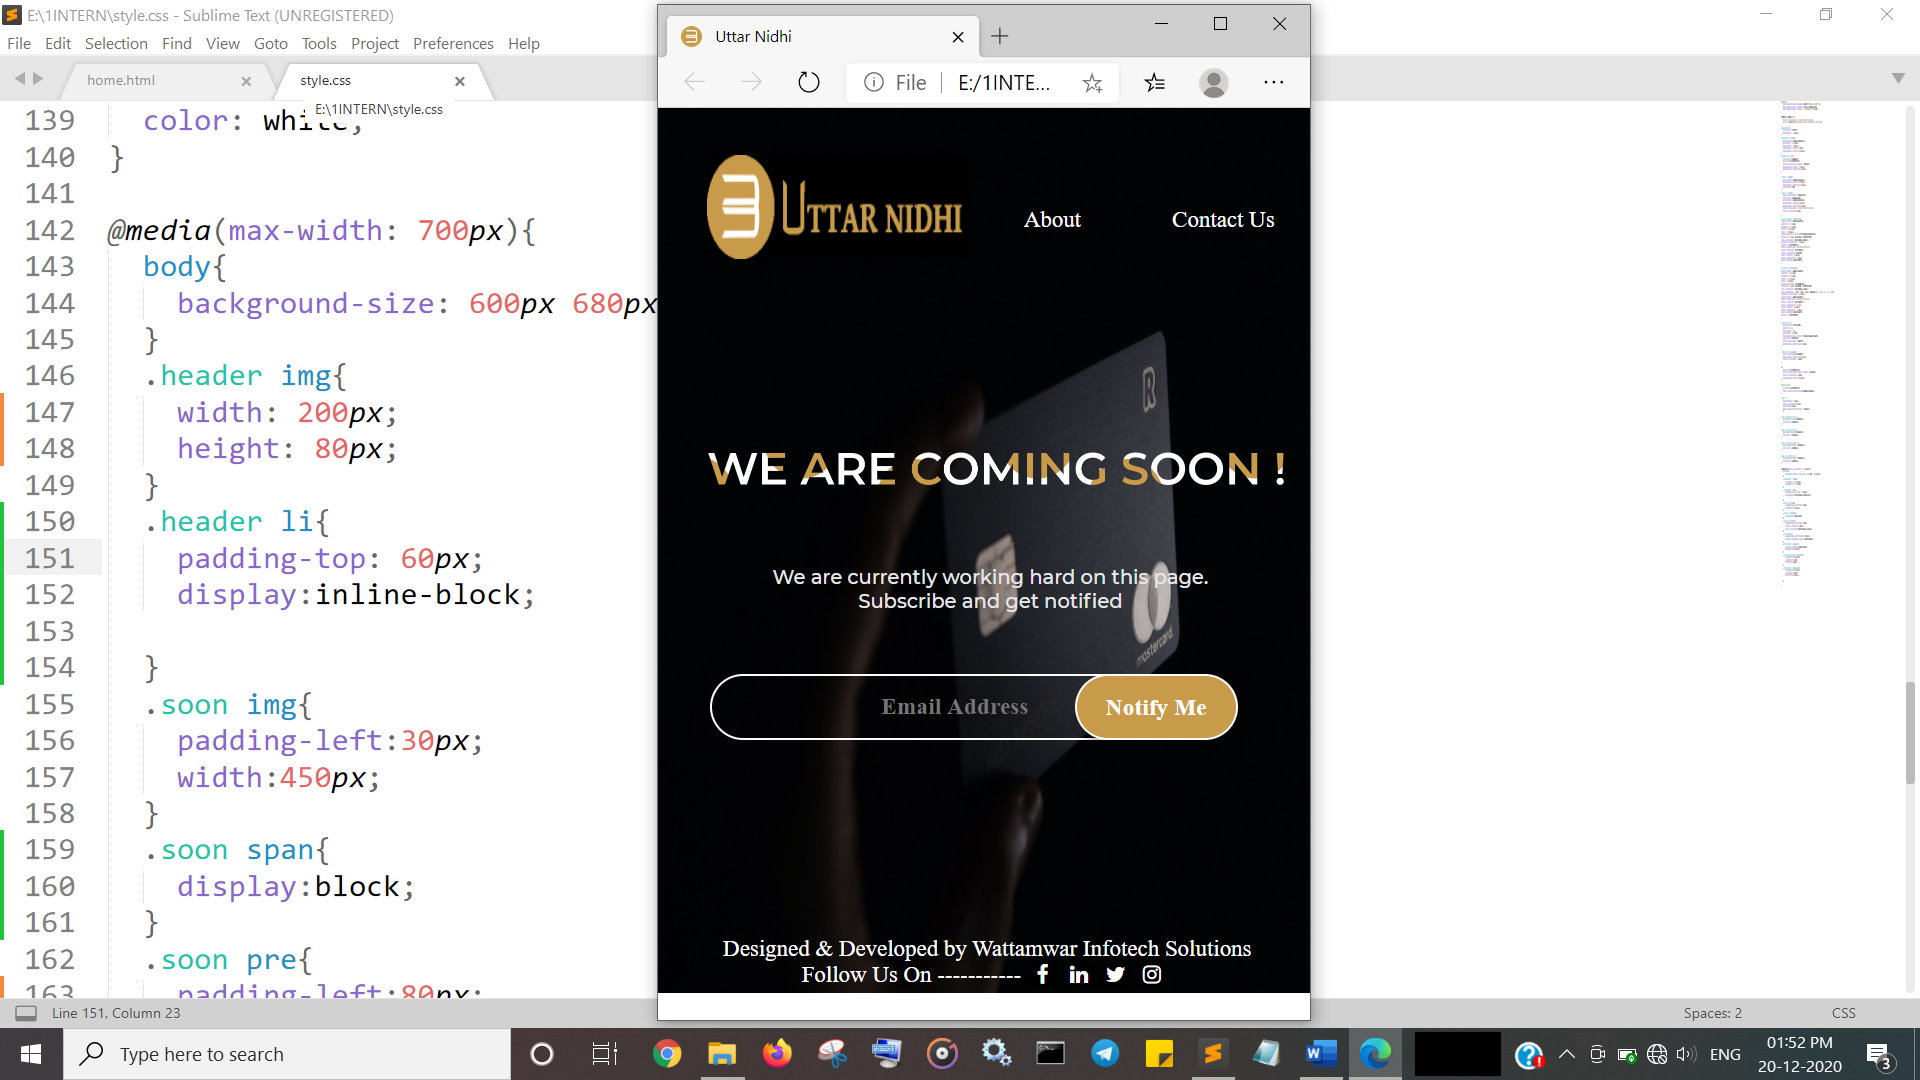 E:\1INTERN\style.css - Sublime Text (UNREGISTERED)
File Edit Selection Find View Goto Tools Project Preferences Help
home.html
style.css
E:\1INTERN\style.css
139 color: white;
140 }
141
142 @media(max-width: 700px){
143 body{
144 background-size: 600px 680px
145 }
146 .header img{
147 width: 200px;
148 height: 80px;
149 }
150 .header li{
151 padding-top: 60px;
152 display:inline-block;
153
154 }
155 .soon img{
156 padding-left:30px;
157 width:450px;
158 }
159 .soon span{
160 display:block;
161 }
162 .soon pre{
163 padding-left:80px;
Line 151, Column 23
Spaces: 2
CSS
Uttar Nidhi
File
E:/1INTE...
UTTAR NIDHI
About
Contact Us
R
WE ARE COMING SOON !
We are currently working hard on this page.
Subscribe and get notified
mastercard
Email Address
Notify Me
Designed & Developed by Wattamwar Infotech Solutions
Follow Us On -----------
Type here to search
ENG
01:52 PM
20-12-2020
3